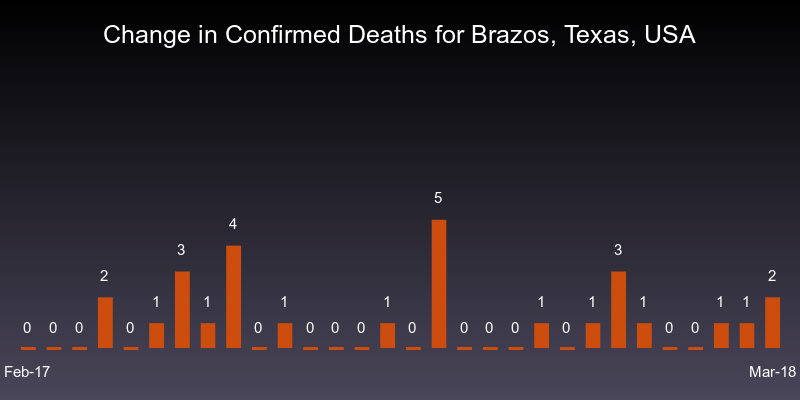 Change in Confirmed Deaths for Brazos, Texas, USA
5
4
3 3
2 2
1 1 1 1 1 1 1 1 1
0 0 0 0 0 0 0 0 0 0 0 0 0 0 0 0
Feb-17 Mar-18